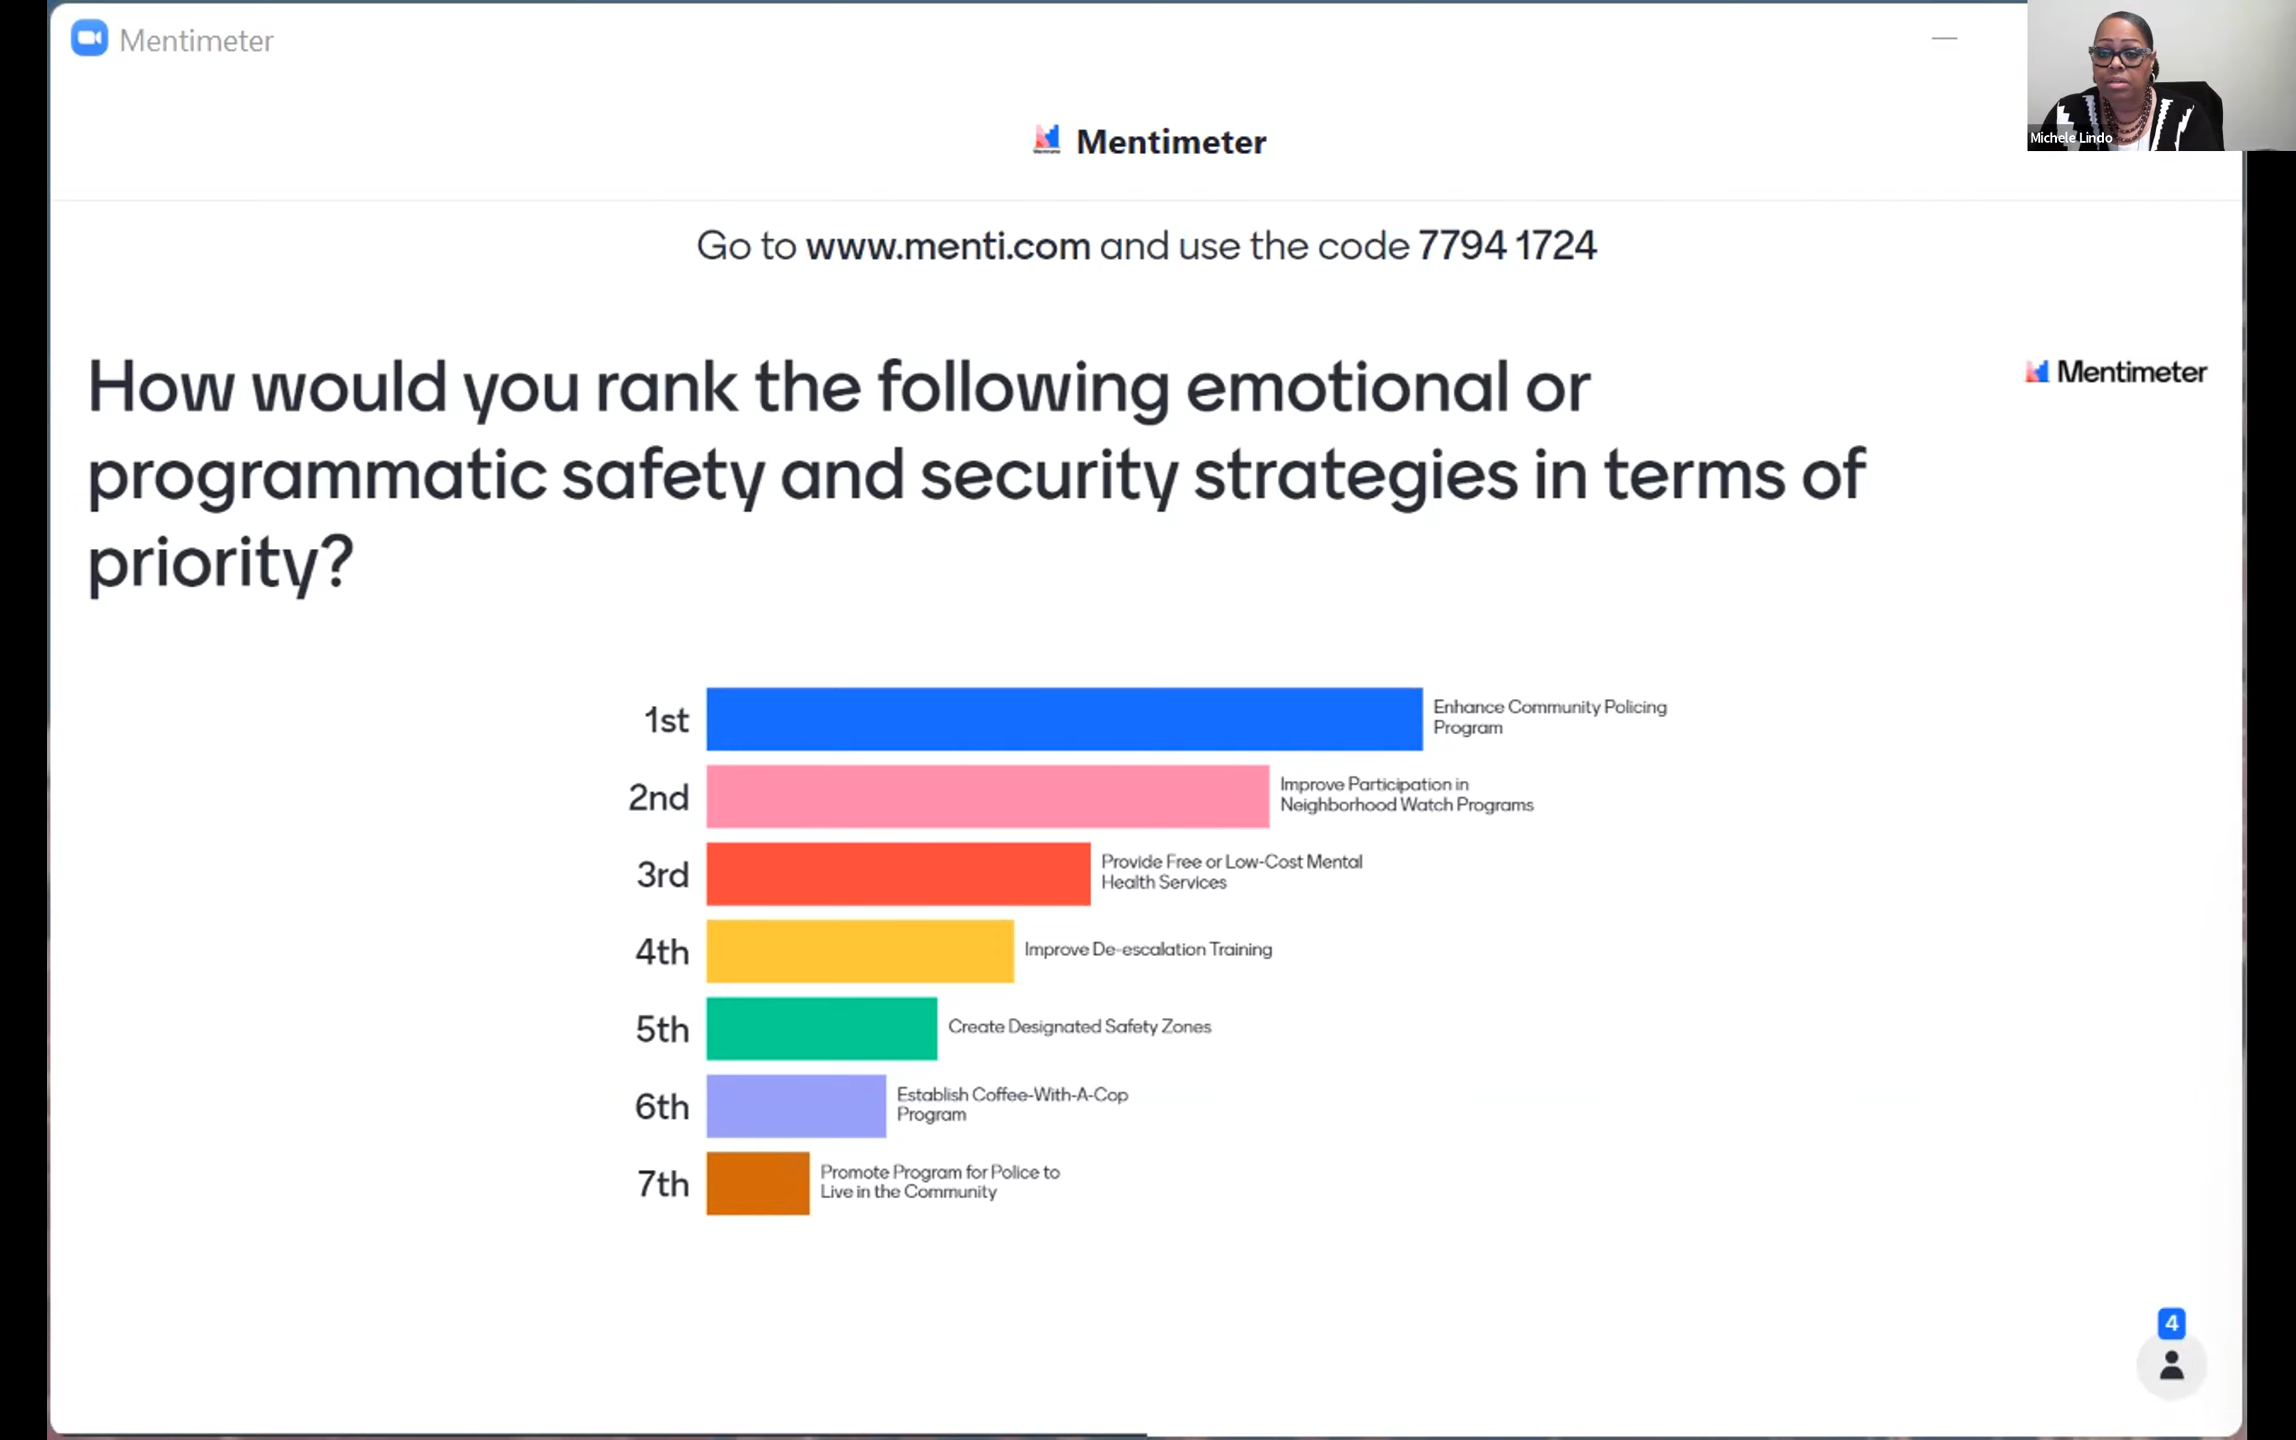 Mentimeter
Michele Lindo
Mentimeter
Go to www.menti.com and use the code 7794 1724
How would you rank the following emotional or
programmatic safety and security strategies in terms of
priority?
Mentimeter
1st
Enhance Community Policing
Program
2nd
Improve Participation in
Neighborhood Watch Programs
3rd
Provide Free or Low-Cost Mental
Health Services
4th
Improve De-escalation Training
5th
Create Designated Safety Zones
6th
Establish Coffee-With-A-Cop
Program
7th
Promote Program for Police to
Live in the Community
4